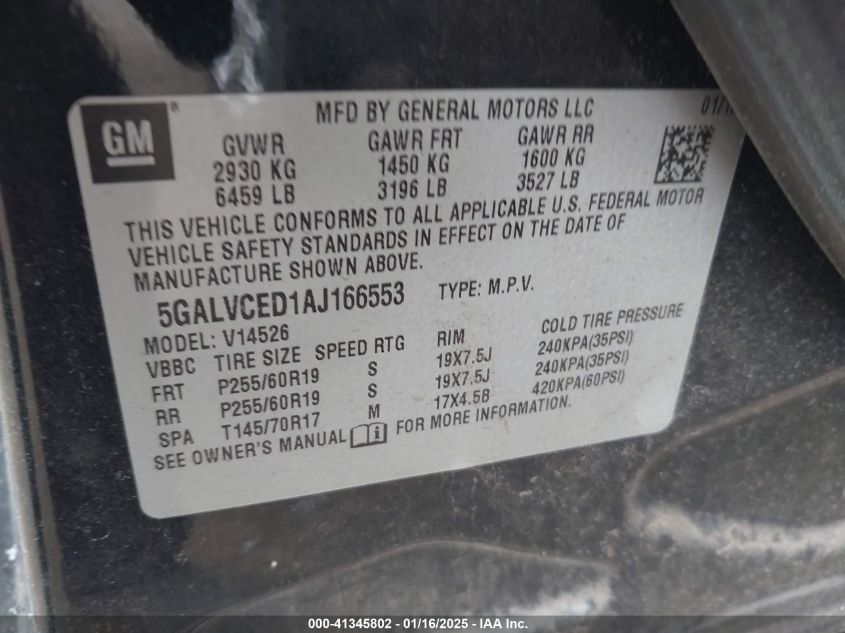 GM ®
MFD BY GENERAL MOTORS LLC
GVWR GAWR FRT GAWR RR
2930 KG 1450 KG 1600 KG
6459 LB 3196 LB 3527 LB
THIS VEHICLE CONFORMS TO ALL APPLICABLE U.S. FEDERAL MOTOR
VEHICLE SAFETY STANDARDS IN EFFECT ON THE DATE OF
MANUFACTURE SHOWN ABOVE.
5GALVCED1AJ166553 TYPE: M.P.V.
MODEL: V14526
VBBC TIRE SIZE SPEED RTG RIM COLD TIRE PRESSURE
FRT P255/60R19 S 19X7.5J 240KPA(35PSI)
RR P255/60R19 S 19X7.5J 240KPA(35PSI)
SPA T145/70R17 M 17X4.5B 420KPA(60PSI)
SEE OWNER'S MANUAL FOR MORE INFORMATION.
000-41345802 - 01/16/2025 - IAA Inc.